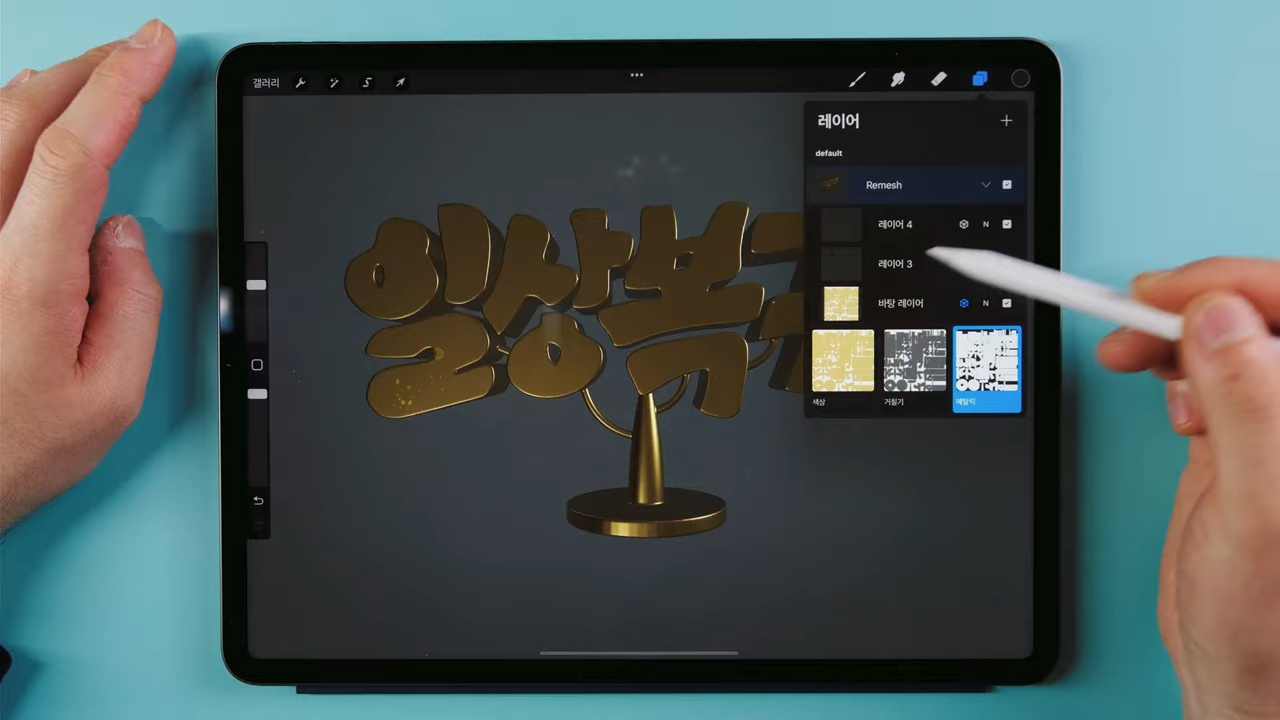 갤러리
레이어
default
Remesh
레이어 4
N
레이어 3
바탕 레이어
N
색상
거칠기
메탈릭
일상복